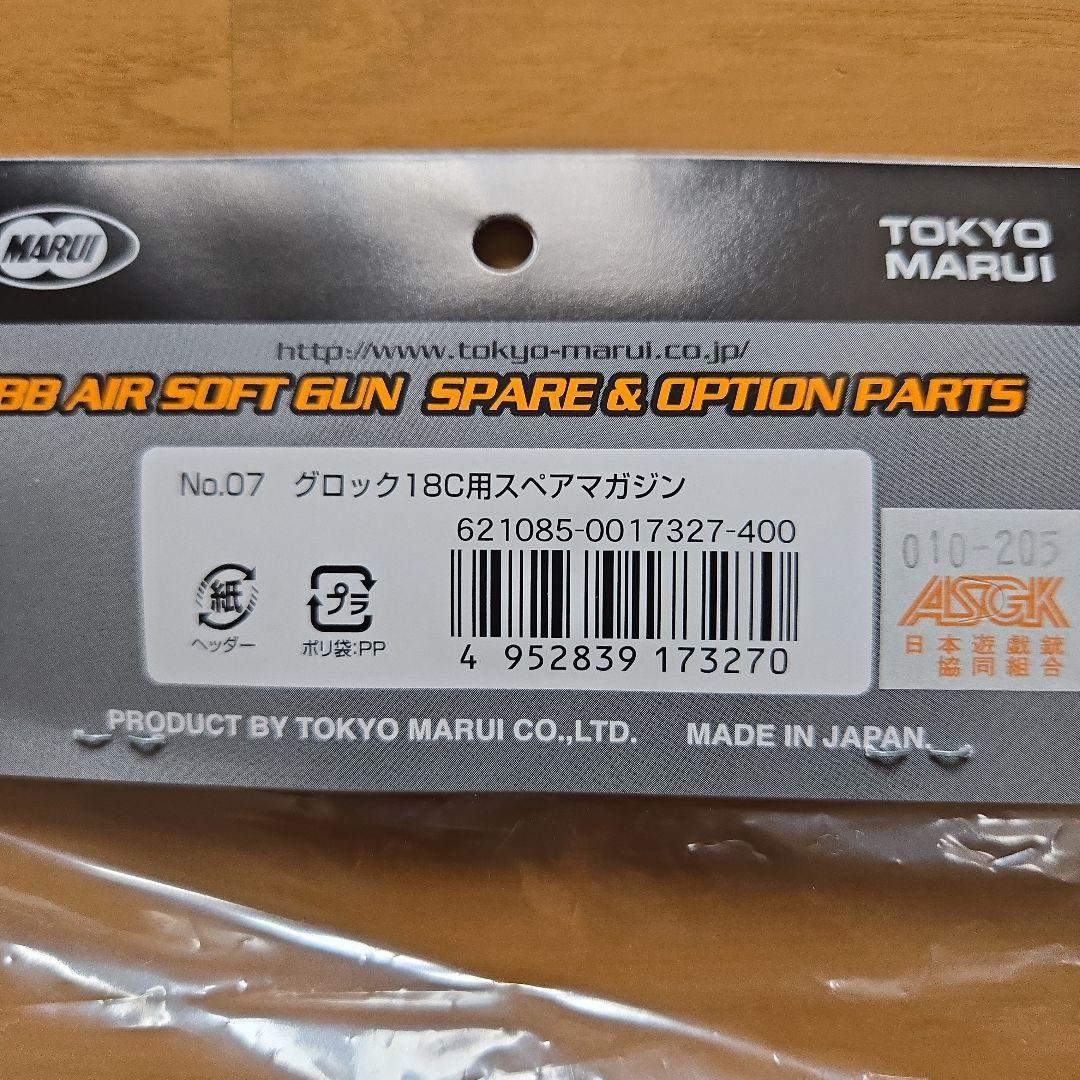 MARUI
TOKYO
MARUI
http://www.tokyo-marui.co.jp/
BB AIR SOFT GUN SPARE & OPTION PARTS
No.07 グロック18C用スペアマガジン
621085-0017327-400
紙
ヘッダー
プラ
ポリ袋:PP
4 952839 173270
010-205
ASGK
日本遊戯銃
協同組合
PRODUCT BY TOKYO MARUI CO.,LTD. MADE IN JAPAN.